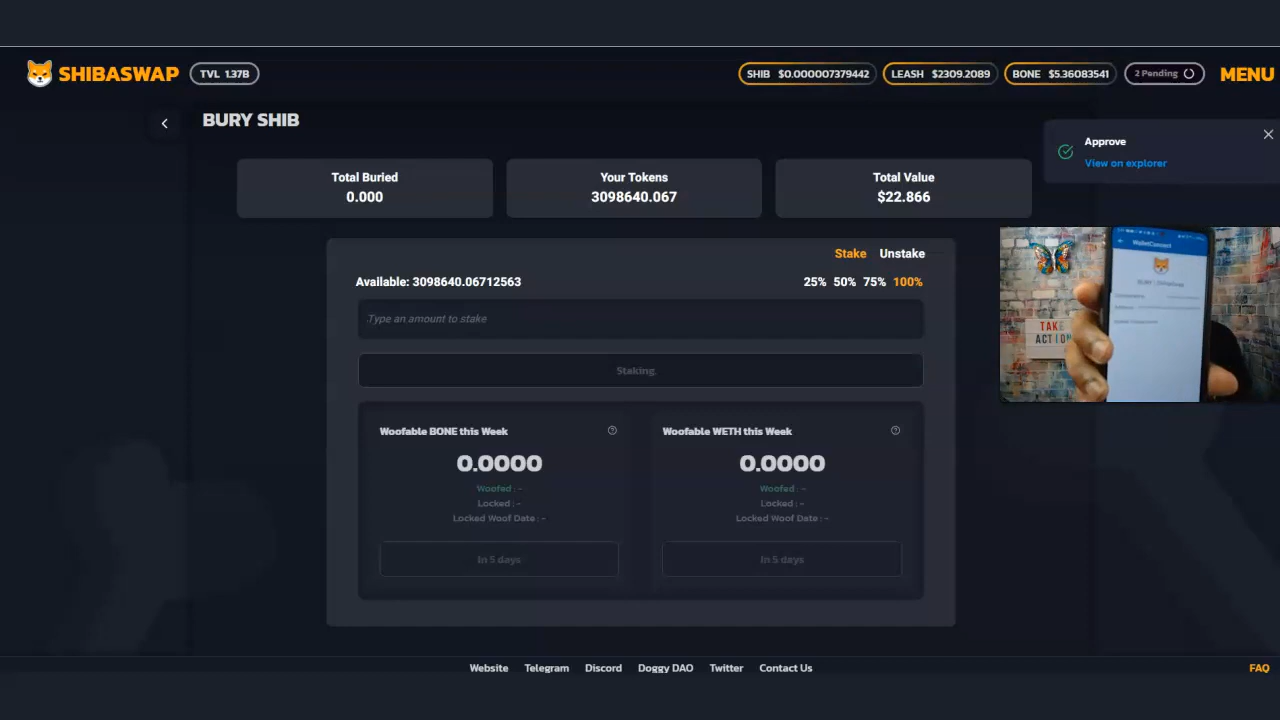 SHIBASWAP
TVL 1.37B
SHIB $0.000007379442
LEASH $2309.2089
BONE $5.36083541
2 Pending
MENU
BURY SHIB
Approve
View on explorer
Total Buried
0.000
Your Tokens
3098640.067
Total Value
$22.866
Stake Unstake
Available: 3098640.06712563
25% 50% 75% 100%
Type an amount to stake
Staking.
Woofable BONE this Week
0.0000
Woofed : -
Locked : -
Locked Woof Date : -
In 5 days
Woofable WETH this Week
0.0000
Woofed : -
Locked : -
Locked Woof Date : -
In 5 days
WalletConnect
TAKE
ACTION
Website Telegram Discord Doggy DAO Twitter Contact Us
FAQ